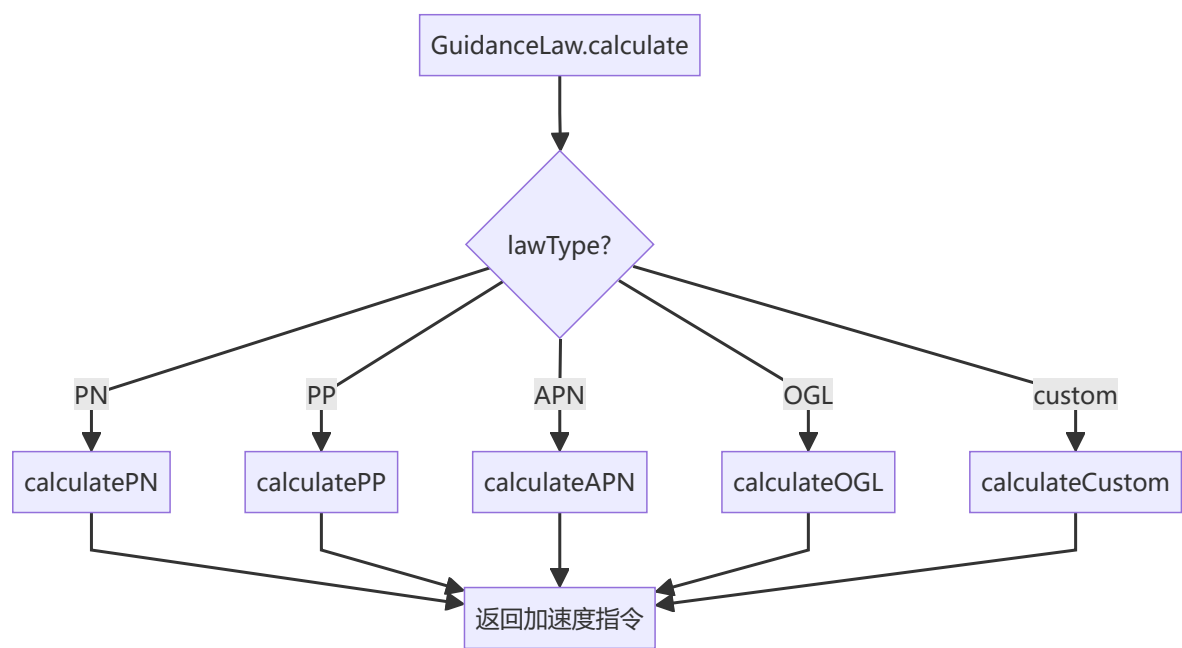 GuidanceLaw.calculate
lawType?
PN
PP
APN
OGL
custom
calculatePN
calculatePP
calculateAPN
calculateOGL
calculateCustom
返回加速度指令